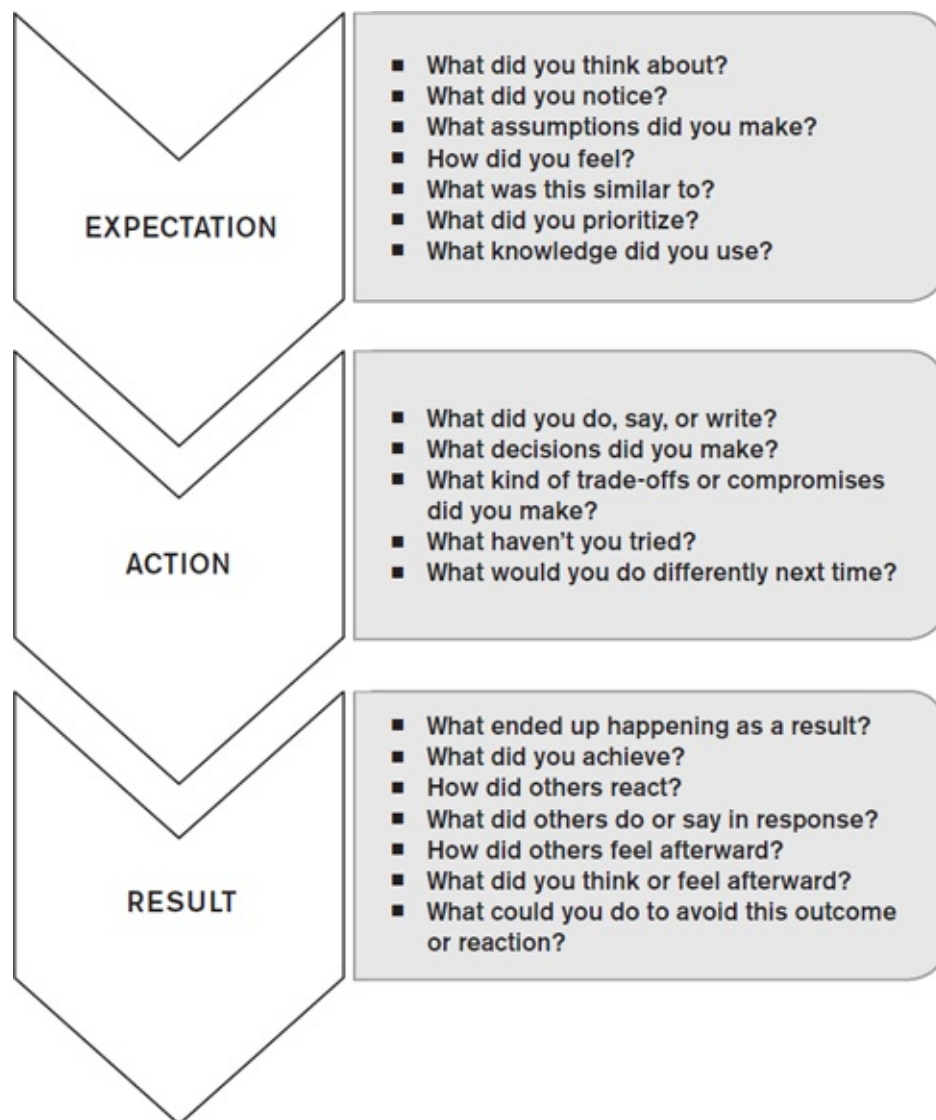 EXPECTATION
■ What did you think about?
■ What did you notice?
■ What assumptions did you make?
■ How did you feel?
■ What was this similar to?
■ What did you prioritize?
■ What knowledge did you use?
ACTION
■ What did you do, say, or write?
■ What decisions did you make?
■ What kind of trade-offs or compromises
did you make?
■ What haven’t you tried?
■ What would you do differently next time?
RESULT
■ What ended up happening as a result?
■ What did you achieve?
■ How did others react?
■ What did others do or say in response?
■ How did others feel afterward?
■ What did you think or feel afterward?
■ What could you do to avoid this outcome
or reaction?